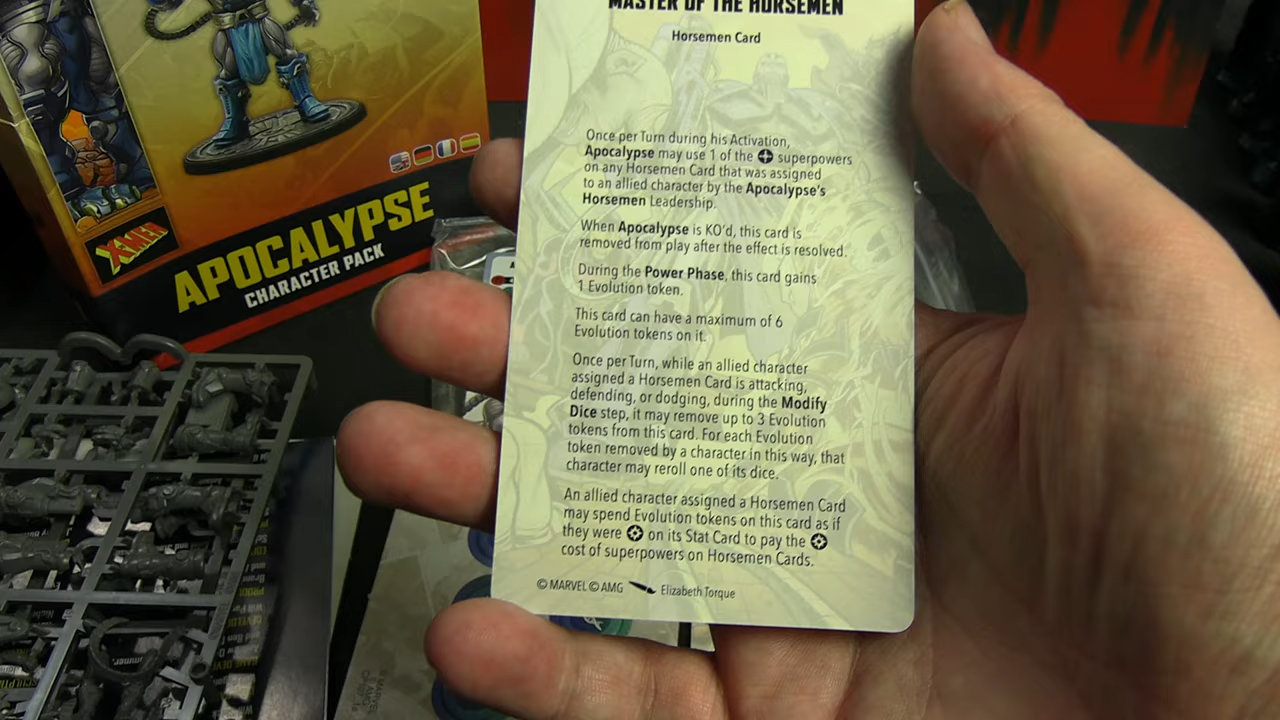 MASTER OF THE HORSEMEN
Horsemen Card
Once per Turn during his Activation,
Apocalypse may use 1 of the superpowers
on any Horsemen Card that was assigned
to an allied character by the Apocalypse's
Horsemen Leadership.
When Apocalypse is KO'd, this card is
removed from play after the effect is resolved.
During the Power Phase, this card gains
1 Evolution token.
This card can have a maximum of 6
Evolution tokens on it.
Once per Turn, while an allied character
assigned a Horsemen Card is attacking,
defending, or dodging, during the Modify
Dice step, it may remove up to 3 Evolution
tokens from this card. For each Evolution
token removed by a character in this way, that
character may reroll one of its dice.
An allied character assigned a Horsemen Card
may spend Evolution tokens on this card as if
they were on its Stat Card to pay the
cost of superpowers on Horsemen Cards.
© MARVEL © AMG Elizabeth Torque
X-MEN
APOCALYPSE
CHARACTER PACK